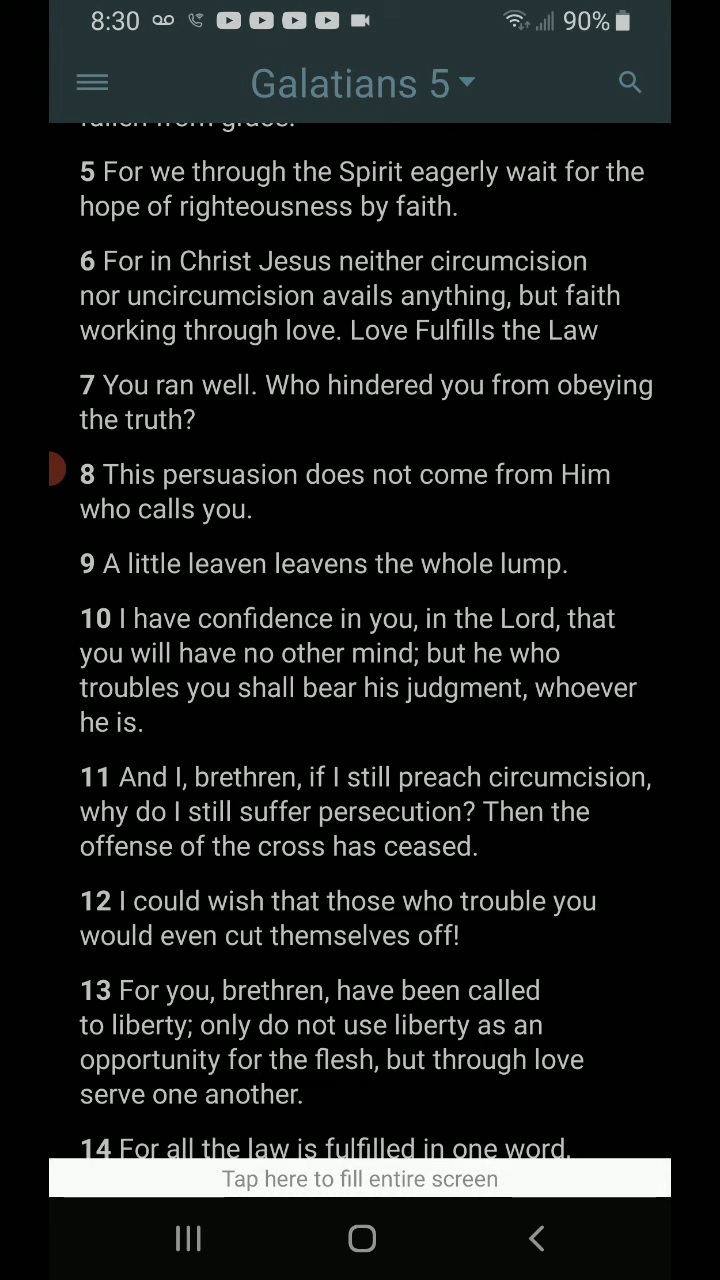 8:30 90%
Galatians 5
fallen from grace.
5 For we through the Spirit eagerly wait for the
hope of righteousness by faith.
6 For in Christ Jesus neither circumcision
nor uncircumcision avails anything, but faith
working through love. Love Fulfills the Law
7 You ran well. Who hindered you from obeying
the truth?
8 This persuasion does not come from Him
who calls you.
9 A little leaven leavens the whole lump.
10 I have confidence in you, in the Lord, that
you will have no other mind; but he who
troubles you shall bear his judgment, whoever
he is.
11 And I, brethren, if I still preach circumcision,
why do I still suffer persecution? Then the
offense of the cross has ceased.
12 I could wish that those who trouble you
would even cut themselves off!
13 For you, brethren, have been called
to liberty; only do not use liberty as an
opportunity for the flesh, but through love
serve one another.
14 For all the law is fulfilled in one word,
Tap here to fill entire screen